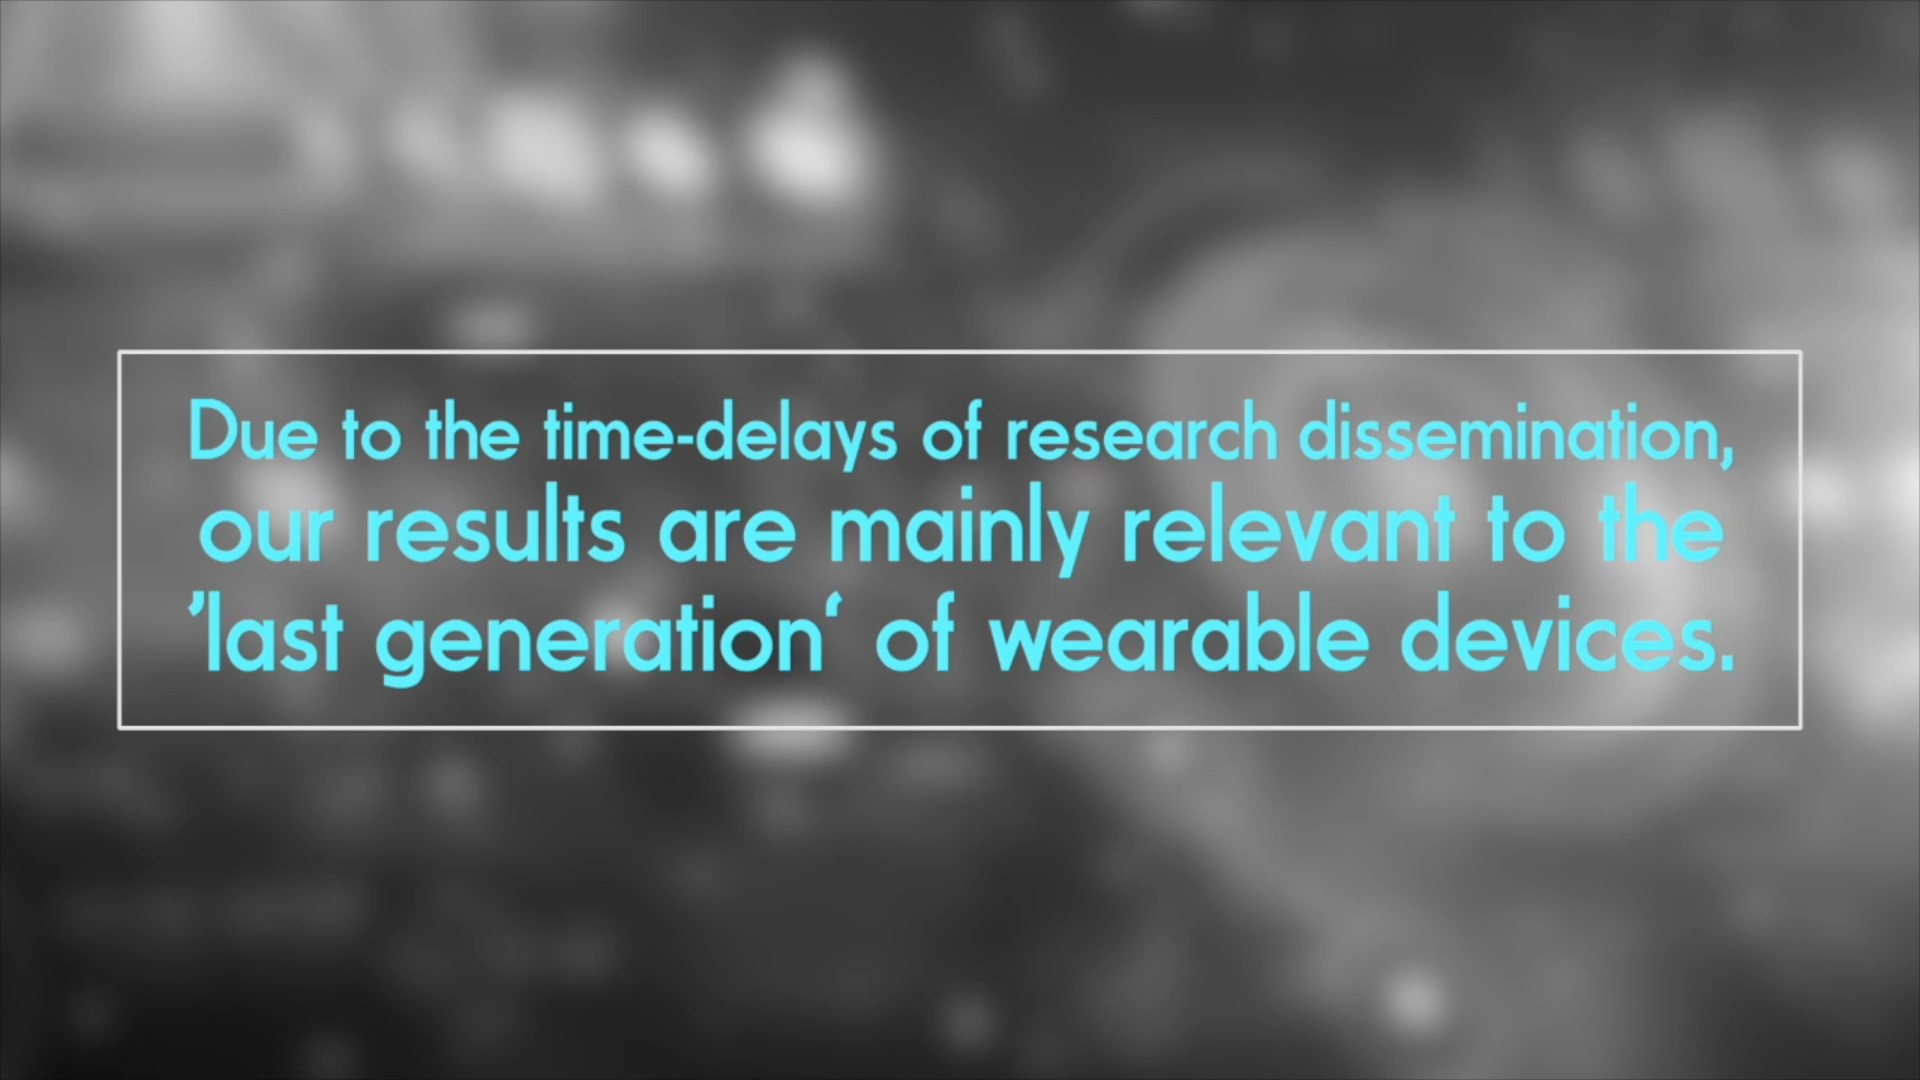 Due to the time-delays of research dissemination,
our results are mainly relevant to the
’last generation‘ of wearable devices.